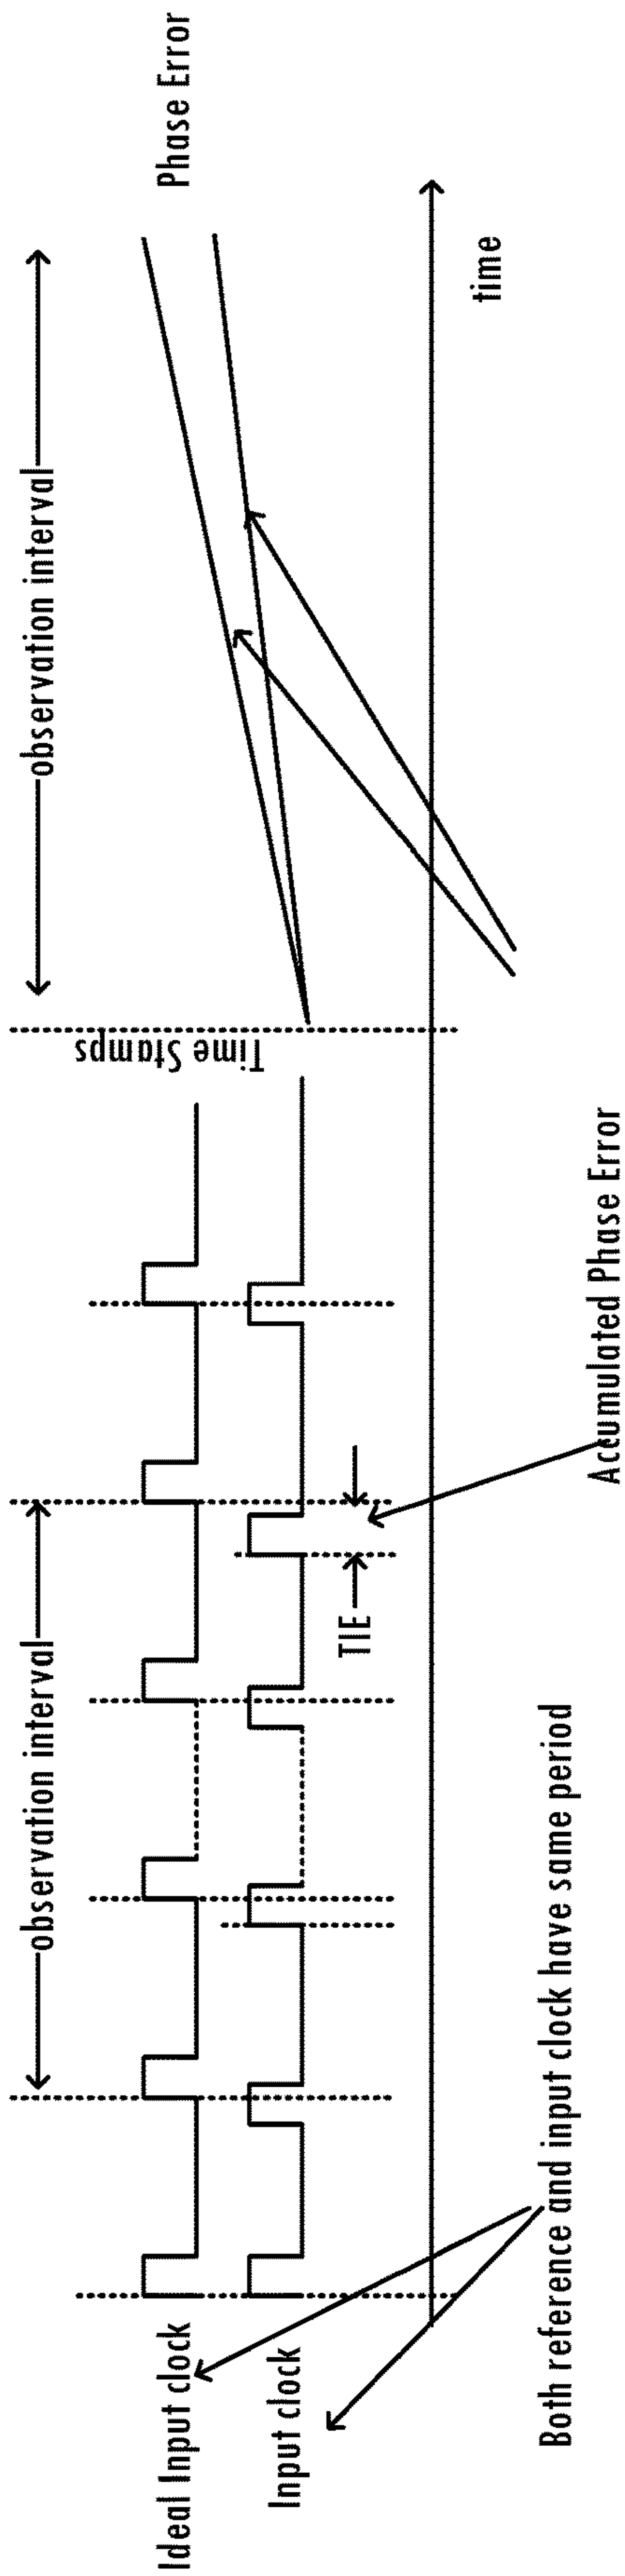 observation interval
observation interval
Ideal Input clock
Input clock
TIE
Time Stamps
Phase Error
time
Both reference and input clock have same period
Accumulated Phase Error